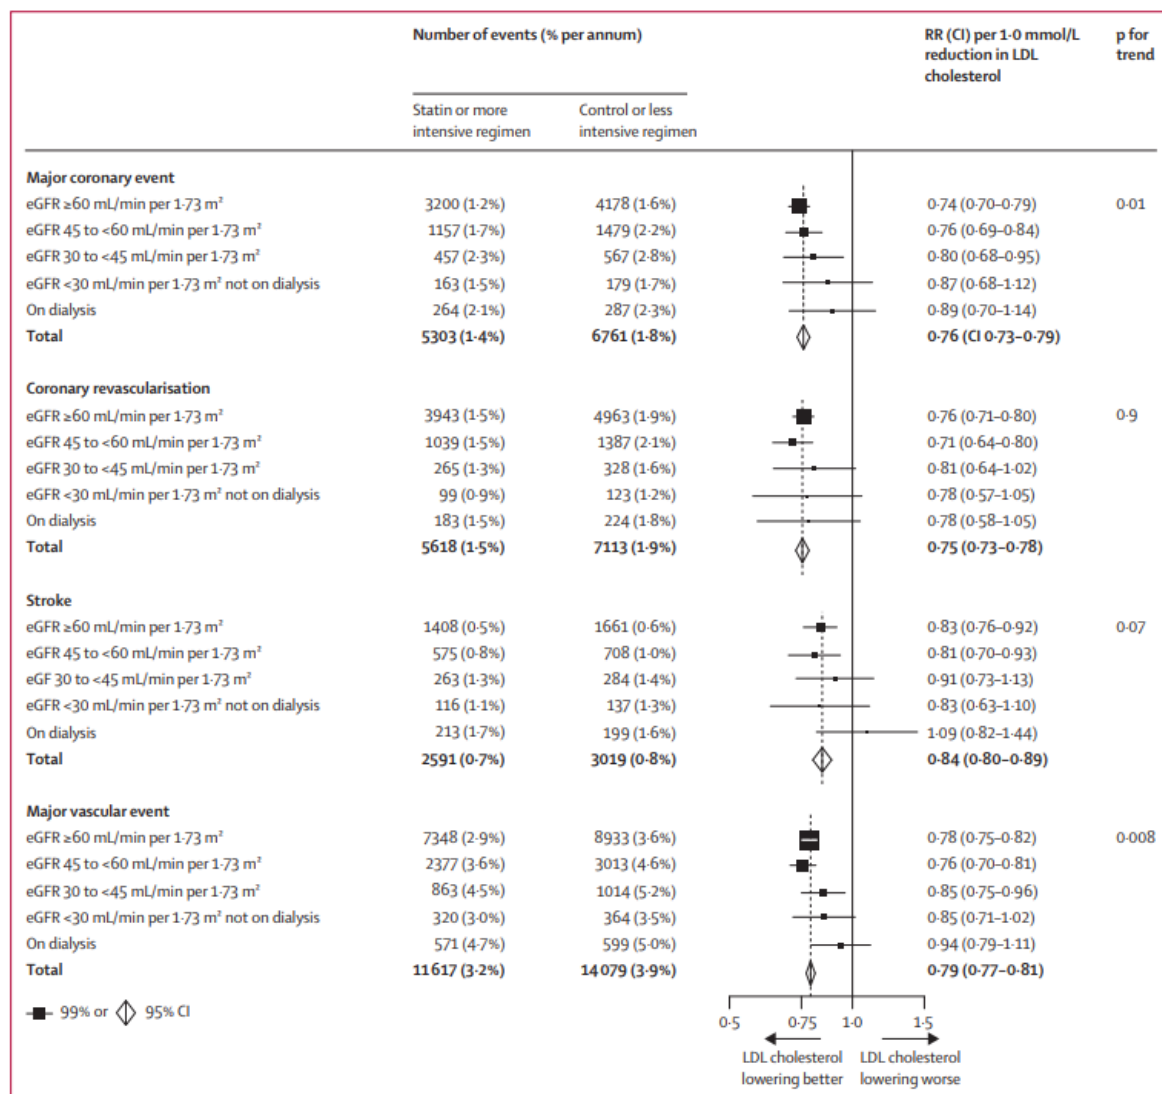 Number of events (% per annum) RR (CI) per 1·0 mmol/L reduction in LDL cholesterol p for trend
Statin or more intensive regimen Control or less intensive regimen
Major coronary event
eGFR ≥60 mL/min per 1·73 m² 3200 (1·2%) 4178 (1·6%) 0·74 (0·70–0·79) 0·01
eGFR 45 to <60 mL/min per 1·73 m² 1157 (1·7%) 1479 (2·2%) 0·76 (0·69–0·84)
eGFR 30 to <45 mL/min per 1·73 m² 457 (2·3%) 567 (2·8%) 0·80 (0·68–0·95)
eGFR <30 mL/min per 1·73 m² not on dialysis 163 (1·5%) 179 (1·7%) 0·87 (0·68–1·12)
On dialysis 264 (2·1%) 287 (2·3%) 0·89 (0·70–1·14)
Total 5303 (1·4%) 6761 (1·8%) 0·76 (CI 0·73–0·79)
Coronary revascularisation
eGFR ≥60 mL/min per 1·73 m² 3943 (1·5%) 4963 (1·9%) 0·76 (0·71–0·80) 0·9
eGFR 45 to <60 mL/min per 1·73 m² 1039 (1·5%) 1387 (2·1%) 0·71 (0·64–0·80)
eGFR 30 to <45 mL/min per 1·73 m² 265 (1·3%) 328 (1·6%) 0·81 (0·64–1·02)
eGFR <30 mL/min per 1·73 m² not on dialysis 99 (0·9%) 123 (1·2%) 0·78 (0·57–1·05)
On dialysis 183 (1·5%) 224 (1·8%) 0·78 (0·58–1·05)
Total 5618 (1·5%) 7113 (1·9%) 0·75 (0·73–0·78)
Stroke
eGFR ≥60 mL/min per 1·73 m² 1408 (0·5%) 1661 (0·6%) 0·83 (0·76–0·92) 0·07
eGFR 45 to <60 mL/min per 1·73 m² 575 (0·8%) 708 (1·0%) 0·81 (0·70–0·93)
eGF 30 to <45 mL/min per 1·73 m² 263 (1·3%) 284 (1·4%) 0·91 (0·73–1·13)
eGFR <30 mL/min per 1·73 m² not on dialysis 116 (1·1%) 137 (1·3%) 0·83 (0·63–1·10)
On dialysis 213 (1·7%) 199 (1·6%) 1·09 (0·82–1·44)
Total 2591 (0·7%) 3019 (0·8%) 0·84 (0·80–0·89)
Major vascular event
eGFR ≥60 mL/min per 1·73 m² 7348 (2·9%) 8933 (3·6%) 0·78 (0·75–0·82) 0·008
eGFR 45 to <60 mL/min per 1·73 m² 2377 (3·6%) 3013 (4·6%) 0·76 (0·70–0·81)
eGFR 30 to <45 mL/min per 1·73 m² 863 (4·5%) 1014 (5·2%) 0·85 (0·75–0·96)
eGFR <30 mL/min per 1·73 m² not on dialysis 320 (3·0%) 364 (3·5%) 0·85 (0·71–1·02)
On dialysis 571 (4·7%) 599 (5·0%) 0·94 (0·79–1·11)
Total 11 617 (3·2%) 14 079 (3·9%) 0·79 (0·77–0·81)
99% or 95% CI
0·5 0·75 1·0 1·5
LDL cholesterol lowering better LDL cholesterol lowering worse